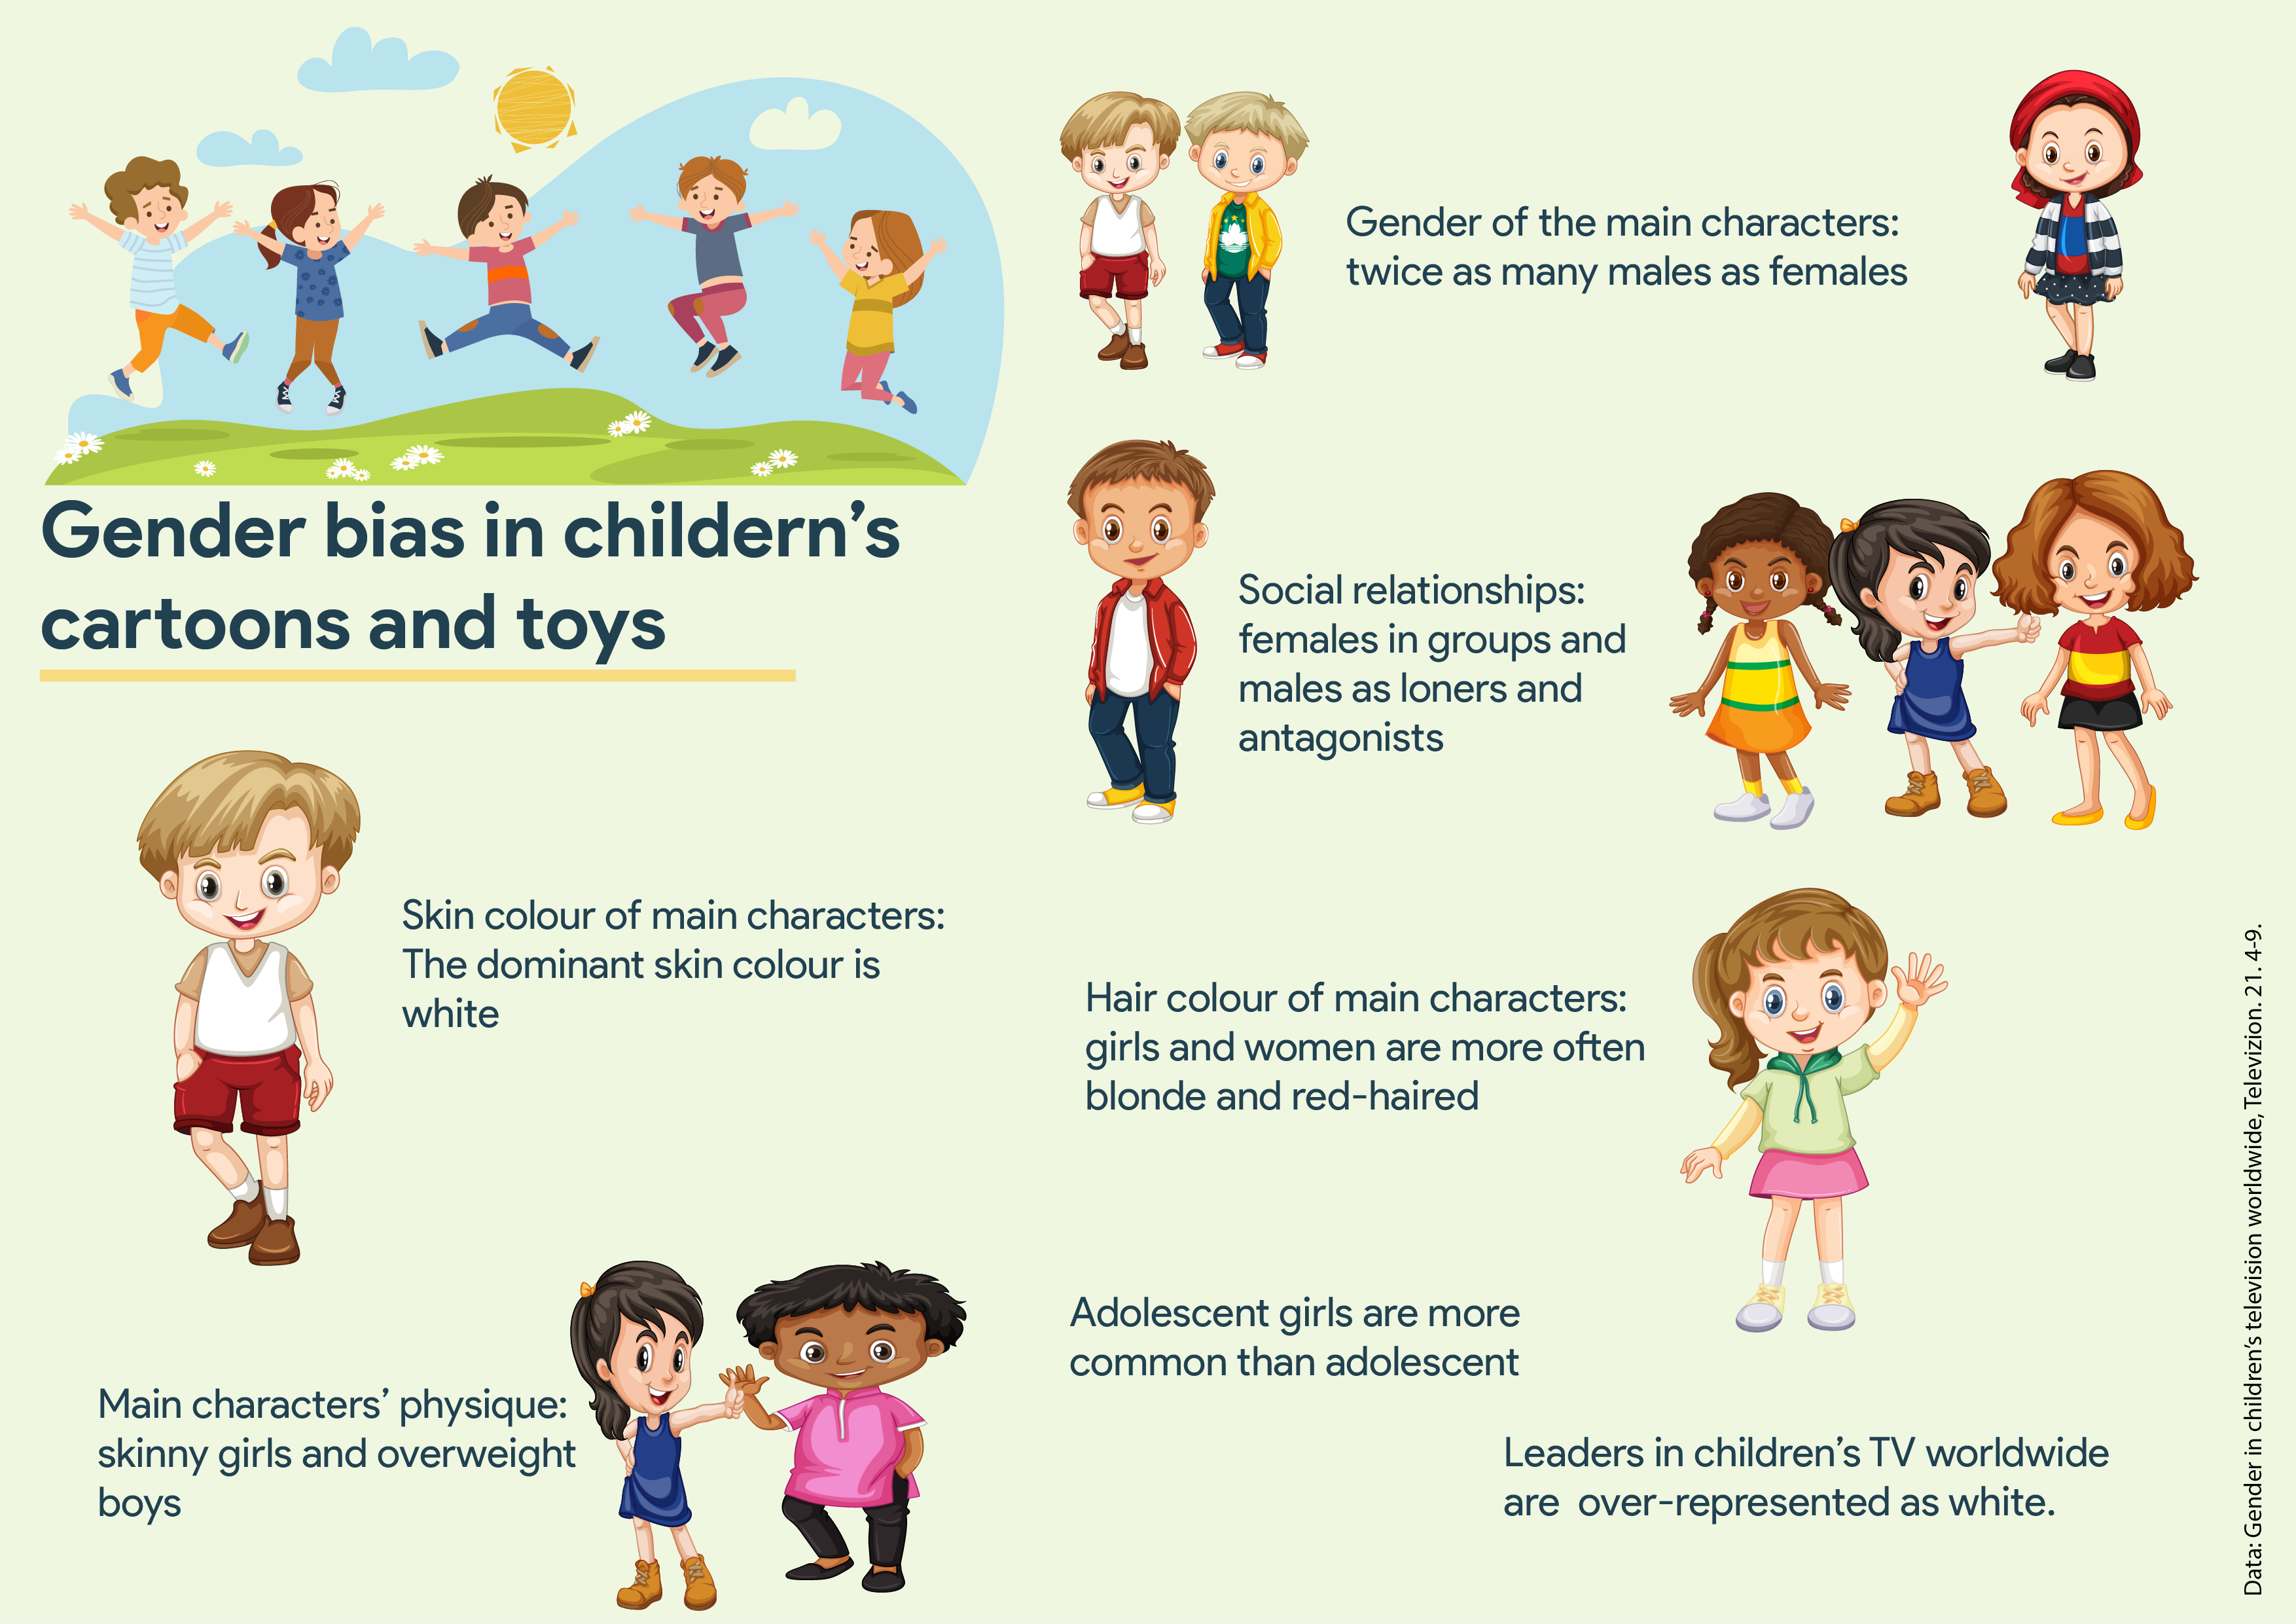 Gender bias in childern's
cartoons and toys
Skin colour of main characters:
The dominant skin colour is
white
Main characters' physique:
skinny girls and overweight
boys
Gender of the main characters:
twice as many males as females
Social relationships:
females in groups and
males as loners and
antagonists
Hair colour of main characters:
girls and women are more often
blonde and red-haired
Adolescent girls are more
common than adolescent
Leaders in children's TV worldwide
are over-represented as white.
Data: Gender in children's television worldwide, Televizion. 21. 4-9.